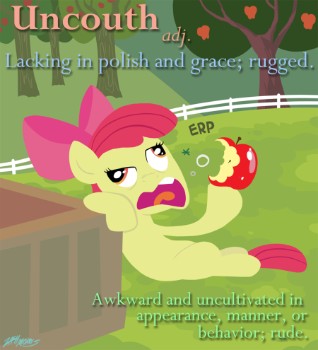 Uncouth
adj.
Lacking in polish and grace; rugged.
ERP
Awkward and uncultivated in
appearance, manner, or
behavior; rude.